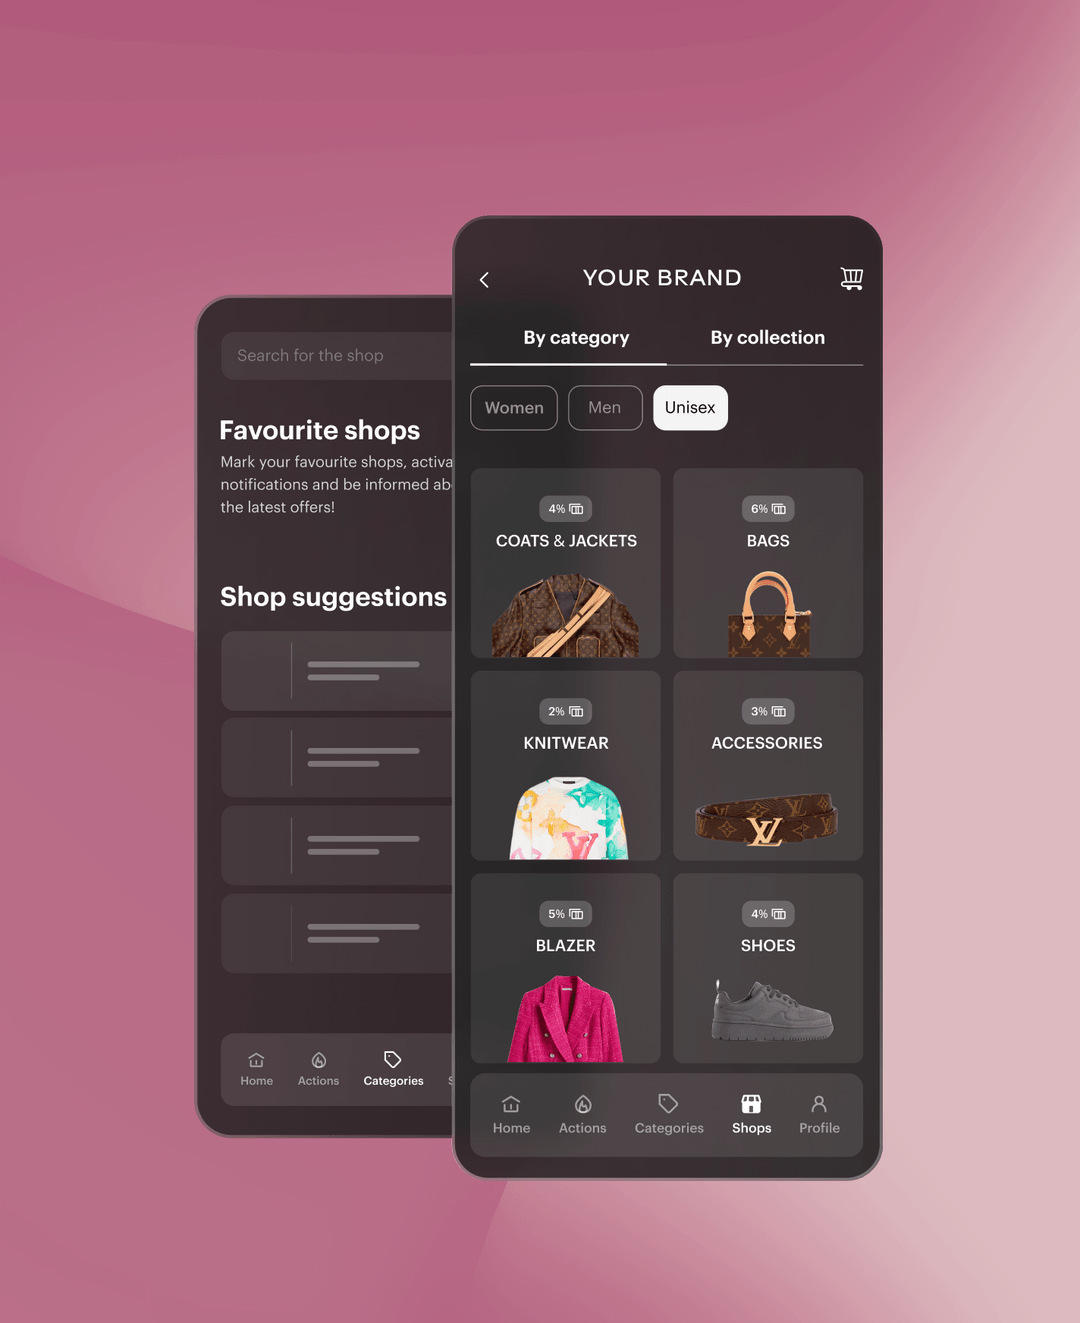 Search for the shop
Favourite shops
Mark your favourite shops,
notifications and be informed
the latest offers!
Shop suggestions
Home
Actions
Categories
YOUR BRAND
By category
By collection
Women
Men
Unisex
4%
COATS & JACKETS
6%
BAGS
2%
KNITWEAR
3%
ACCESSORIES
LV
5%
BLAZER
4%
SHOES
Home
Actions
Categories
Shops
Profile